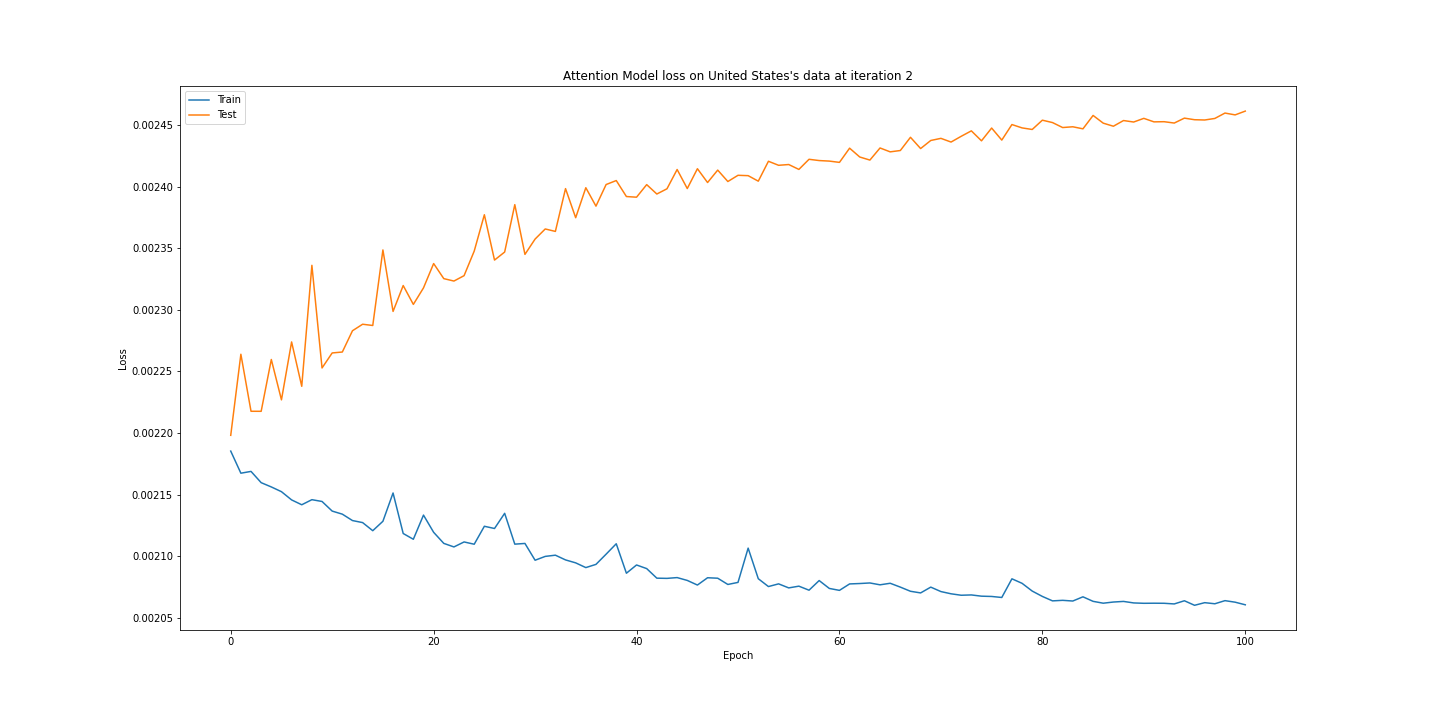 Attention Model loss on United States's data at iteration 2
Train
Test
0.00245
0.00240
0.00235
0.00230
0.00225
0.00220
0.00215
0.00210
0.00205
Loss
0 20 40 60 80 100
Epoch